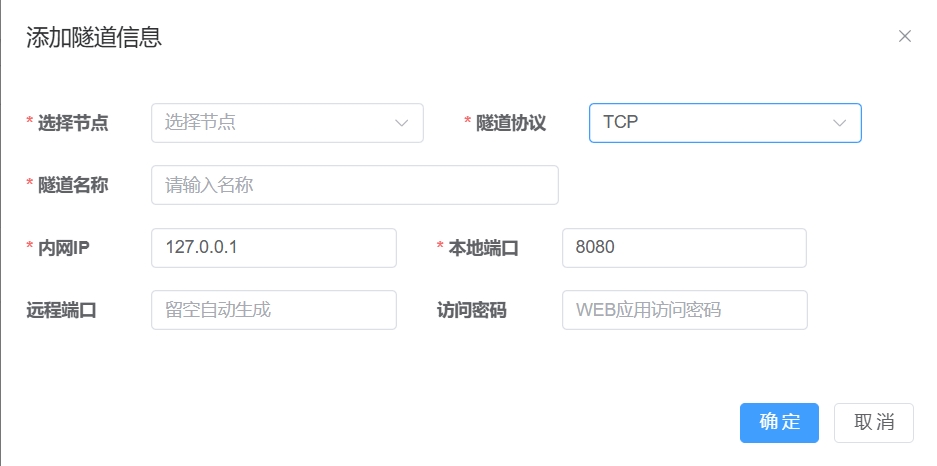 添加隧道信息
* 选择节点 选择节点 * 隧道协议 TCP
* 隧道名称 请输入名称
* 内网IP 127.0.0.1 * 本地端口 8080
远程端口 留空自动生成 访问密码 WEB应用访问密码
确定 取消